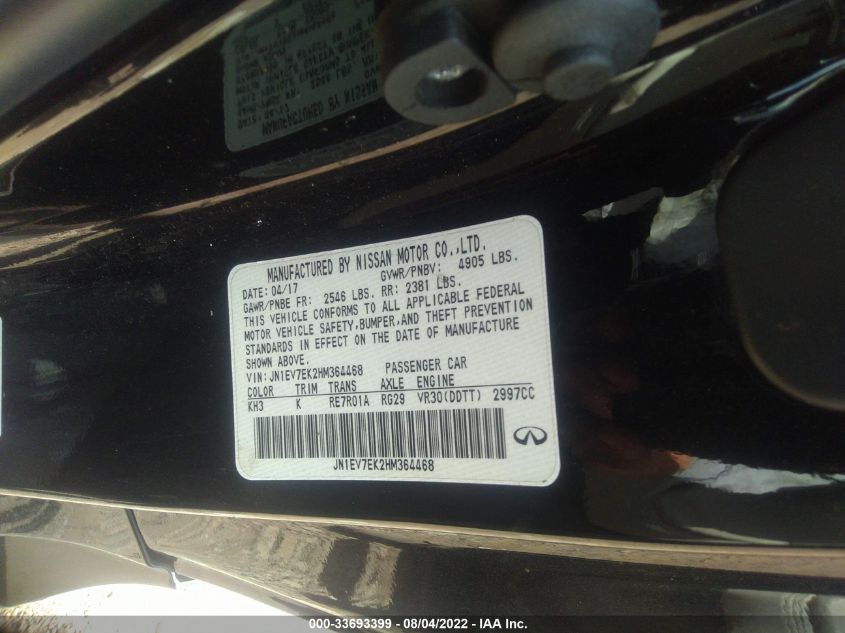 MANUFACTURED BY NISSAN MOTOR CO.,LTD.
DATE: 04/17 GVWR/PNBV: 4905 LBS.
GAWR/PNBE FR: 2546 LBS. RR: 2381 LBS.
THIS VEHICLE CONFORMS TO ALL APPLICABLE FEDERAL
MOTOR VEHICLE SAFETY,BUMPER,AND THEFT PREVENTION
STANDARDS IN EFFECT ON THE DATE OF MANUFACTURE
SHOWN ABOVE.
VIN:JN1EV7EK2HM364468 PASSENGER CAR
COLOR TRIM TRANS AXLE ENGINE
KH3 K RE7R01A RG29 VR30(DDTT) 2997CC
JN1EV7EK2HM364468
000-33693399 - 08/04/2022 - IAA Inc.